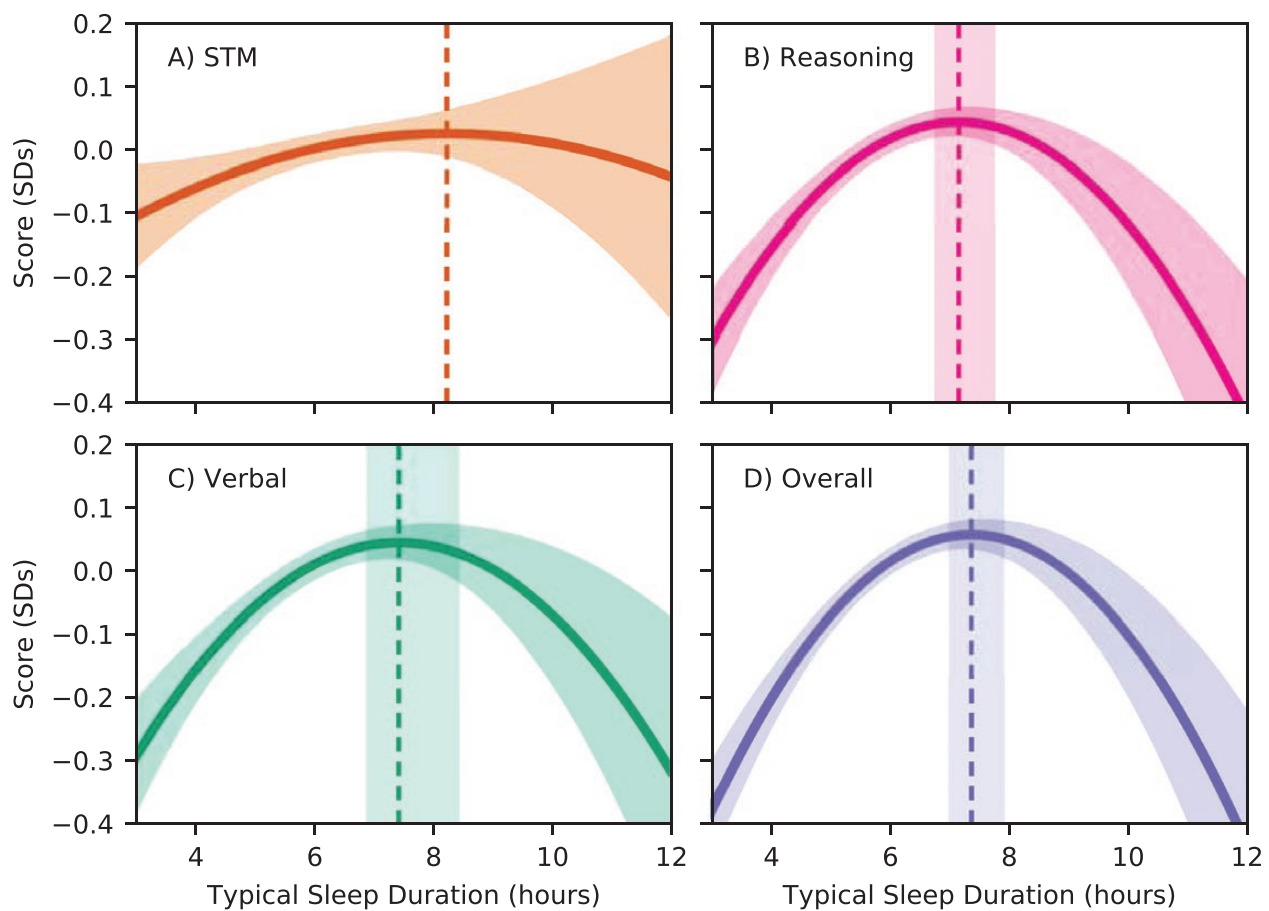 A) STM
B) Reasoning
Score (SDs)
0.2
0.1
0.0
−0.1
−0.2
−0.3
−0.4
C) Verbal
D) Overall
Score (SDs)
0.2
0.1
0.0
−0.1
−0.2
−0.3
−0.4
4 6 8 10 12
4 6 8 10 12
Typical Sleep Duration (hours)
Typical Sleep Duration (hours)